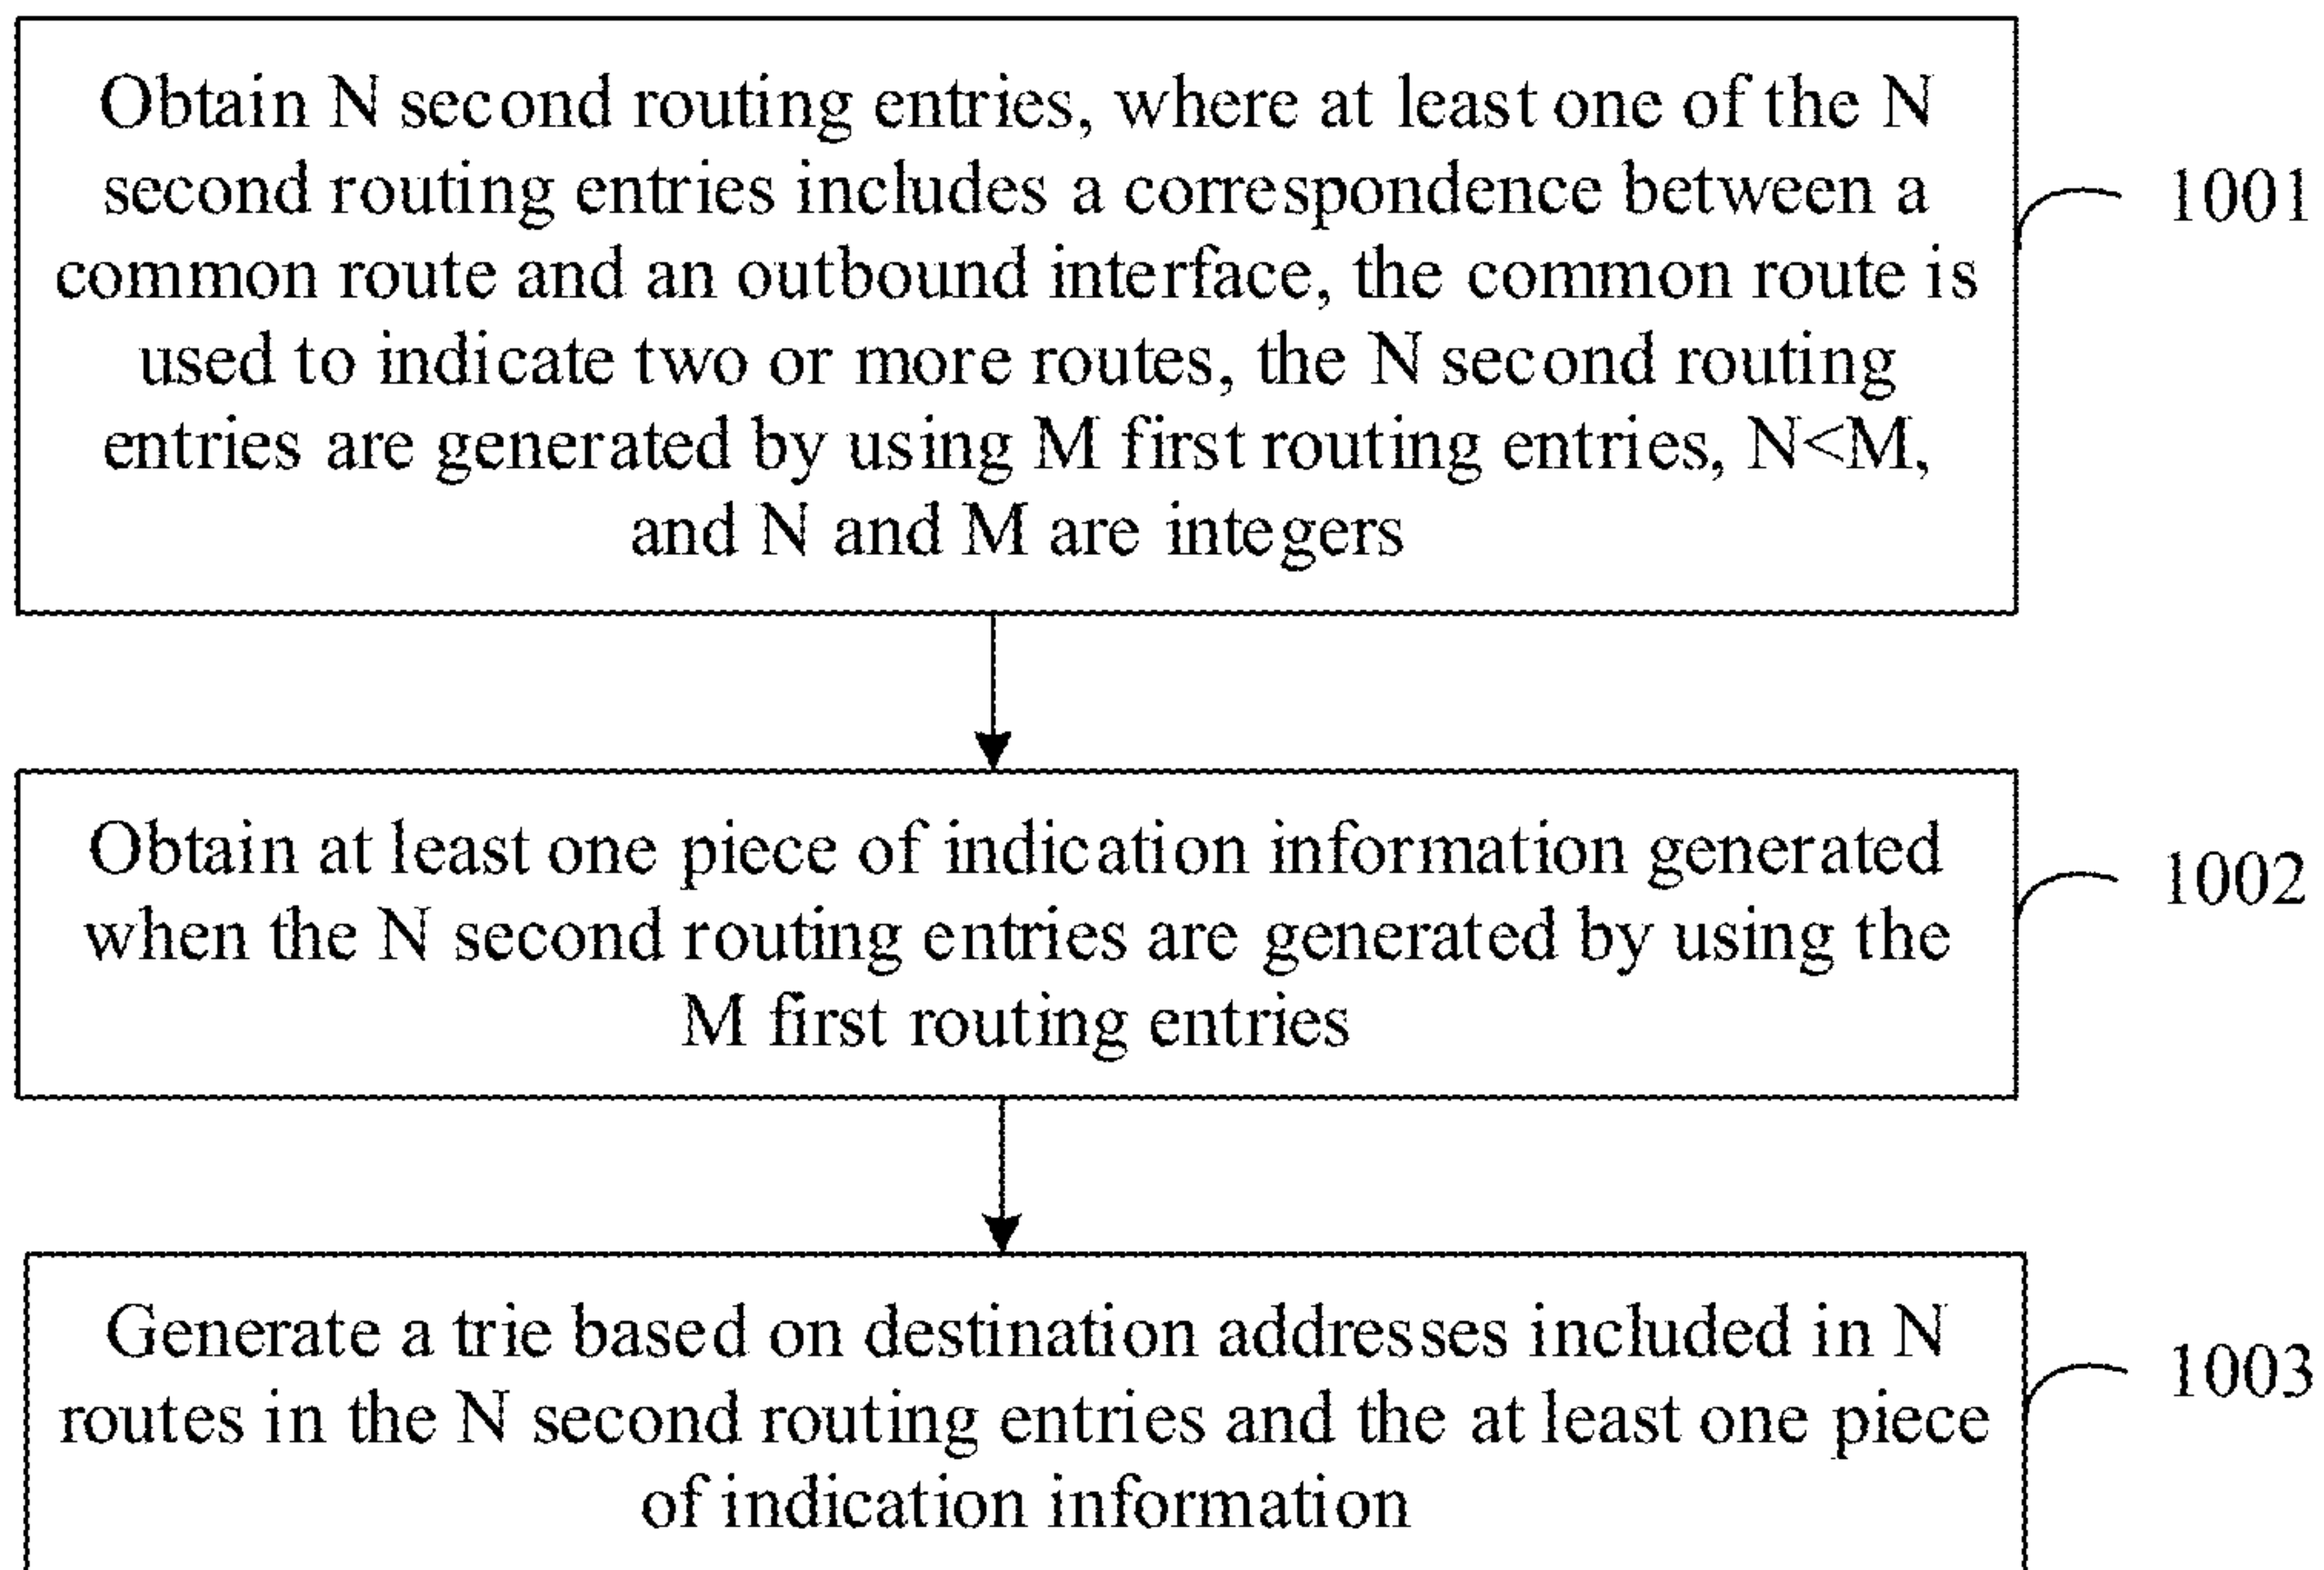 Obtain N second routing entries, where at least one of the N
second routing entries includes a correspondence between a
common route and an outbound interface, the common route is
used to indicate two or more routes, the N second routing
entries are generated by using M first routing entries, N<M,
and N and M are integers
1001
Obtain at least one piece of indication information generated
when the N second routing entries are generated by using the
M first routing entries
1002
Generate a trie based on destination addresses included in N
routes in the N second routing entries and the at least one piece
of indication information
1003